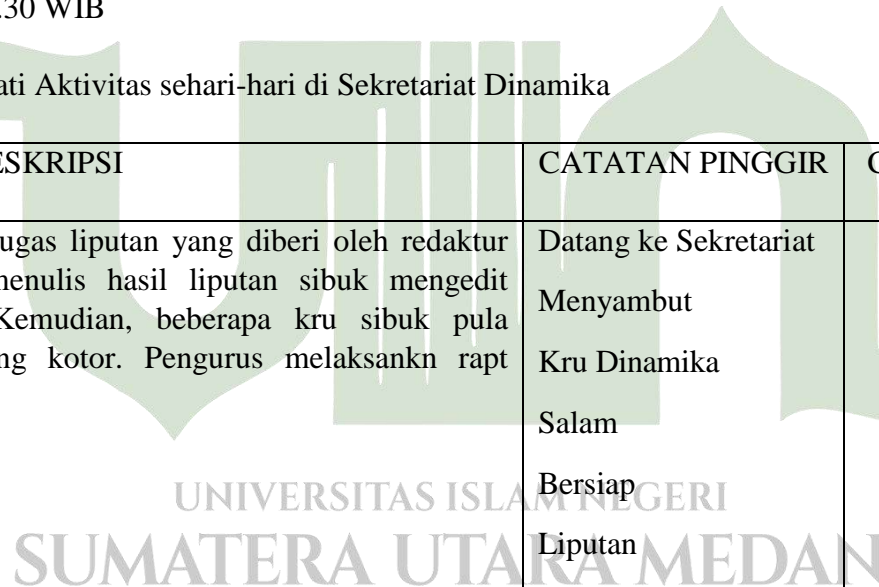 .30 WIB
ati Aktivitas sehari-hari di Sekretariat Dinamika
ESKRIPSI
CATATAN PINGGIR
C
ugas liputan yang diberi oleh redaktur
menulis hasil liputan sibuk mengedit
Kemudian, beberapa kru sibuk pula
ng kotor. Pengurus melaksankn rapt
Datang ke Sekretariat
Menyambut
Kru Dinamika
Salam
Bersiap
Liputan
UNIVERSITAS ISLAM NEGERI
SUMATERA UTARA MEDAN